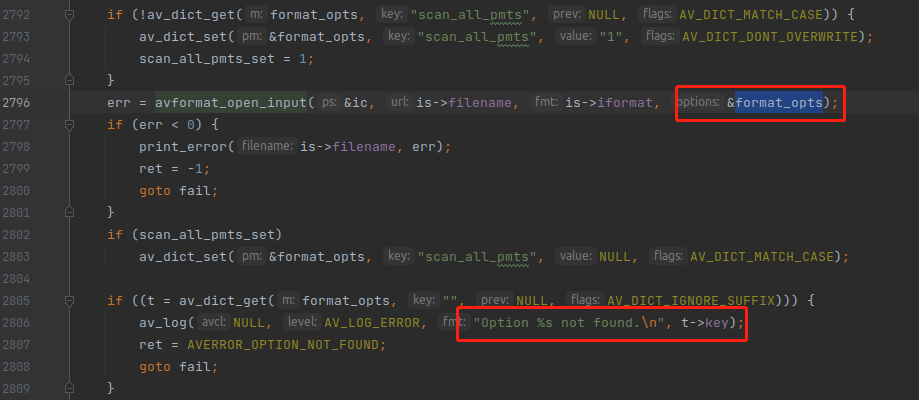 2792 if (!av_dict_get( m: format_opts, key: "scan_all_pmts", prev: NULL, flags: AV_DICT_MATCH_CASE)) {
2793 av_dict_set( pm: &format_opts, key: "scan_all_pmts", value: "1", flags: AV_DICT_DONT_OVERWRITE);
2794 scan_all_pmts_set = 1;
2795 }
2796 err = avformat_open_input( ps: &ic, url: is->filename, fmt: is->iformat, options: &format_opts);
2797 if (err < 0) {
2798 print_error( filename: is->filename, err);
2799 ret = -1;
2800 goto fail;
2801 }
2802 if (scan_all_pmts_set)
2803 av_dict_set( pm: &format_opts, key: "scan_all_pmts", value: NULL, flags: AV_DICT_MATCH_CASE);
2804
2805 if ((t = av_dict_get( m: format_opts, key: "", prev: NULL, flags: AV_DICT_IGNORE_SUFFIX))) {
2806 av_log( avcl: NULL, level: AV_LOG_ERROR, fmt: "Option %s not found.\n", t->key);
2807 ret = AVERROR_OPTION_NOT_FOUND;
2808 goto fail;
2809 }